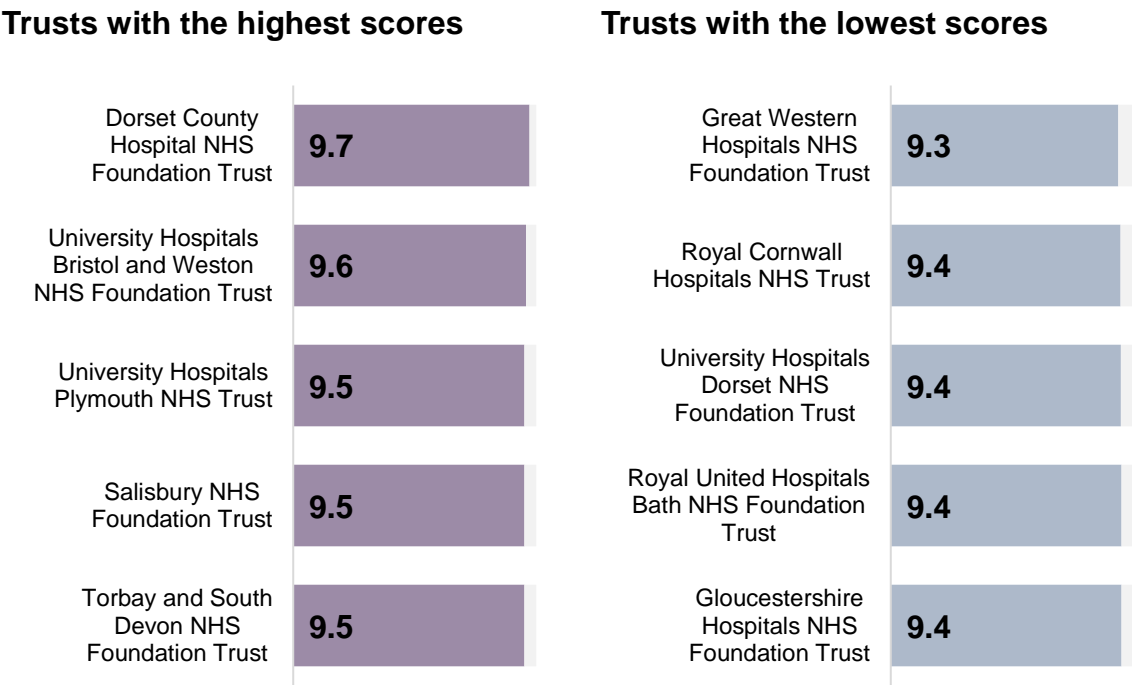 Trusts with the highest scores
Dorset County
Hospital NHS
Foundation Trust
9.7
University Hospitals
Bristol and Weston
NHS Foundation Trust
9.6
University Hospitals
Plymouth NHS Trust
9.5
Salisbury NHS
Foundation Trust
9.5
Torbay and South
Devon NHS
Foundation Trust
9.5
Trusts with the lowest scores
Great Western
Hospitals NHS
Foundation Trust
9.3
Royal Cornwall
Hospitals NHS Trust
9.4
University Hospitals
Dorset NHS
Foundation Trust
9.4
Royal United Hospitals
Bath NHS Foundation
Trust
9.4
Gloucestershire
Hospitals NHS
Foundation Trust
9.4